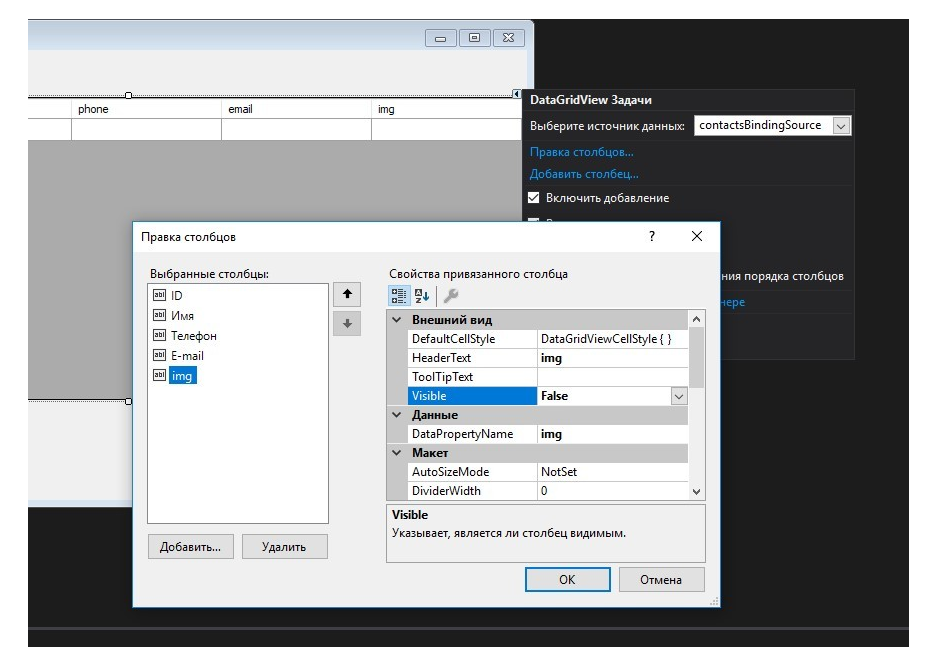 phone email img
DataGridView Задачи
Выберите источник данных: contactsBindingSource
Правка столбцов...
Добавить столбец...
Включить добавление
ния порядка столбцов
нере
Правка столбцов ?
Выбранные столбцы:
ID
Имя
Телефон
E-mail
img
Добавить... Удалить
Свойства привязанного столбца
Внешний вид
DefaultCellStyle DataGridViewCellStyle { }
HeaderText img
ToolTipText
Visible False
Данные
DataPropertyName img
Макет
AutoSizeMode NotSet
DividerWidth 0
Visible
Указывает, является ли столбец видимым.
OK Отмена